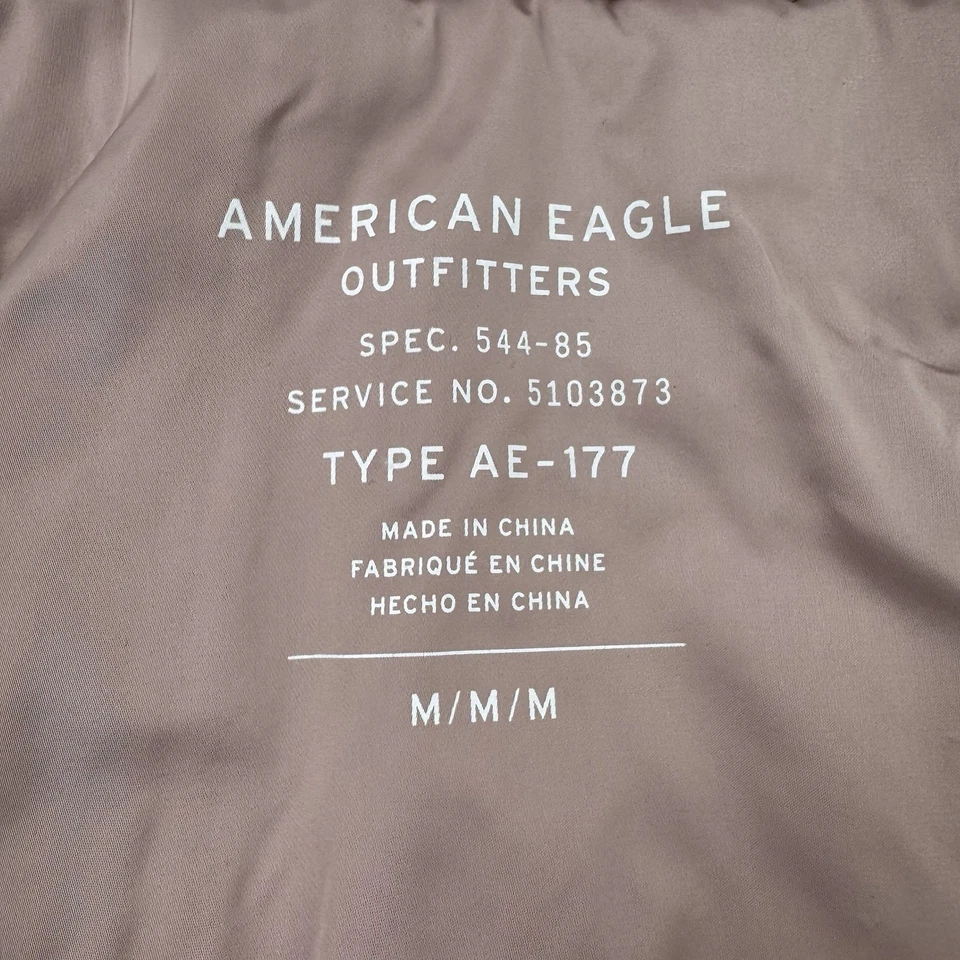 AMERICAN EAGLE
OUTFITTERS
SPEC. 544-85
SERVICE NO. 5103873
TYPE AE-177
MADE IN CHINA
FABRIQUÉ EN CHINE
HECHO EN CHINA
M/M/M